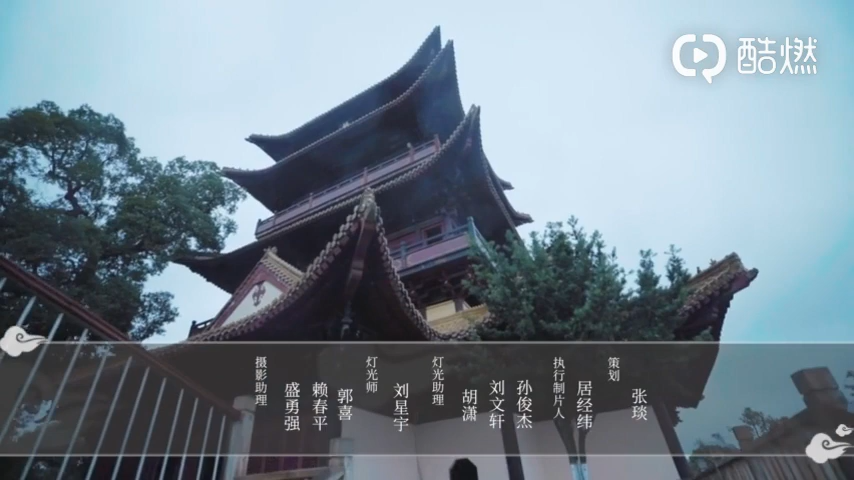 酷燃
策划
张琰
执行制片人
居经纬
灯光助理
孙俊杰
刘文轩
胡潇
灯光师
刘星宇
摄影助理
郭喜
赖春平
盛勇强